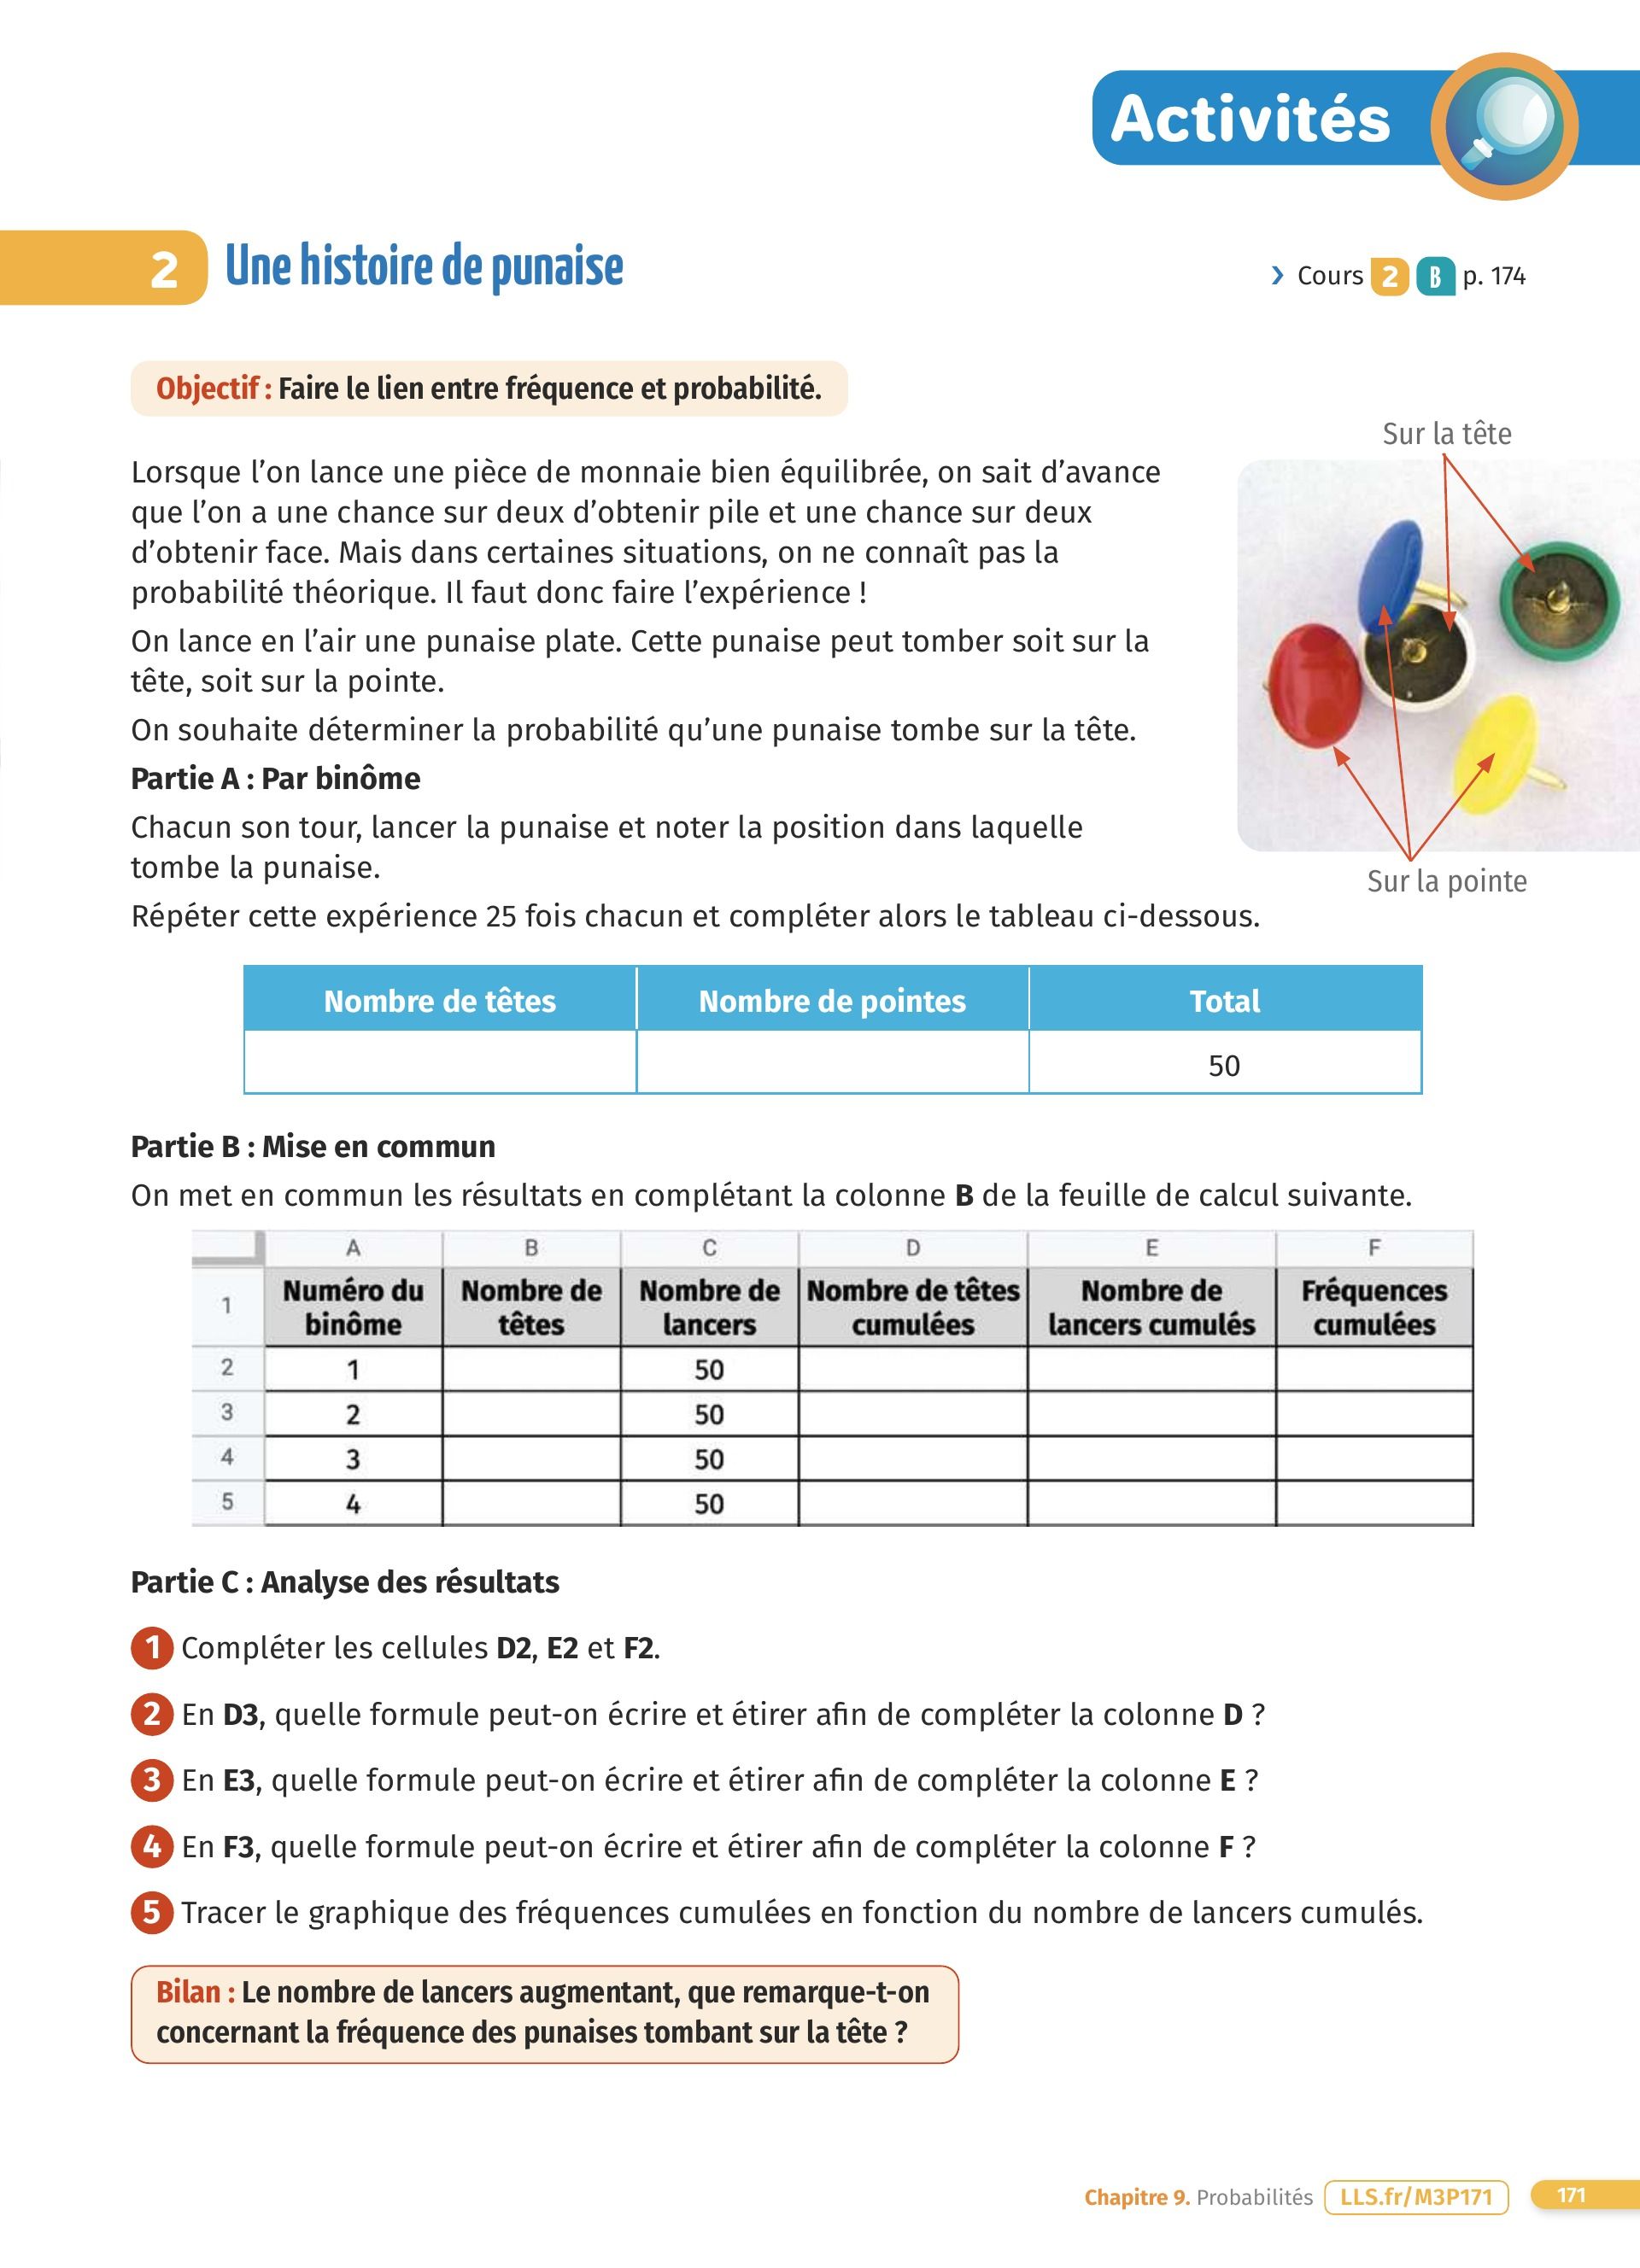 Activités
2 Une histoire de punaise
› Cours 2 B p. 174
Objectif : Faire le lien entre fréquence et probabilité.
Sur la tête
Lorsque l’on lance une pièce de monnaie bien équilibrée, on sait d’avance
que l’on a une chance sur deux d’obtenir pile et une chance sur deux
d’obtenir face. Mais dans certaines situations, on ne connaît pas la
probabilité théorique. Il faut donc faire l’expérience !
On lance en l’air une punaise plate. Cette punaise peut tomber soit sur la
tête, soit sur la pointe.
On souhaite déterminer la probabilité qu’une punaise tombe sur la tête.
Partie A : Par binôme
Chacun son tour, lancer la punaise et noter la position dans laquelle
tombe la punaise.
Sur la pointe
Répéter cette expérience 25 fois chacun et compléter alors le tableau ci-dessous.
Nombre de têtes Nombre de pointes Total
50
Partie B : Mise en commun
On met en commun les résultats en complétant la colonne B de la feuille de calcul suivante.
A B C D E F
1 Numéro du binôme Nombre de têtes Nombre de lancers Nombre de têtes cumulées Nombre de lancers cumulés Fréquences cumulées
2 1 50
3 2 50
4 3 50
5 4 50
Partie C : Analyse des résultats
1 Compléter les cellules D2, E2 et F2.
2 En D3, quelle formule peut-on écrire et étirer afin de compléter la colonne D ?
3 En E3, quelle formule peut-on écrire et étirer afin de compléter la colonne E ?
4 En F3, quelle formule peut-on écrire et étirer afin de compléter la colonne F ?
5 Tracer le graphique des fréquences cumulées en fonction du nombre de lancers cumulés.
Bilan : Le nombre de lancers augmentant, que remarque-t-on
concernant la fréquence des punaises tombant sur la tête ?
Chapitre 9. Probabilités LLS.fr/M3P171 171